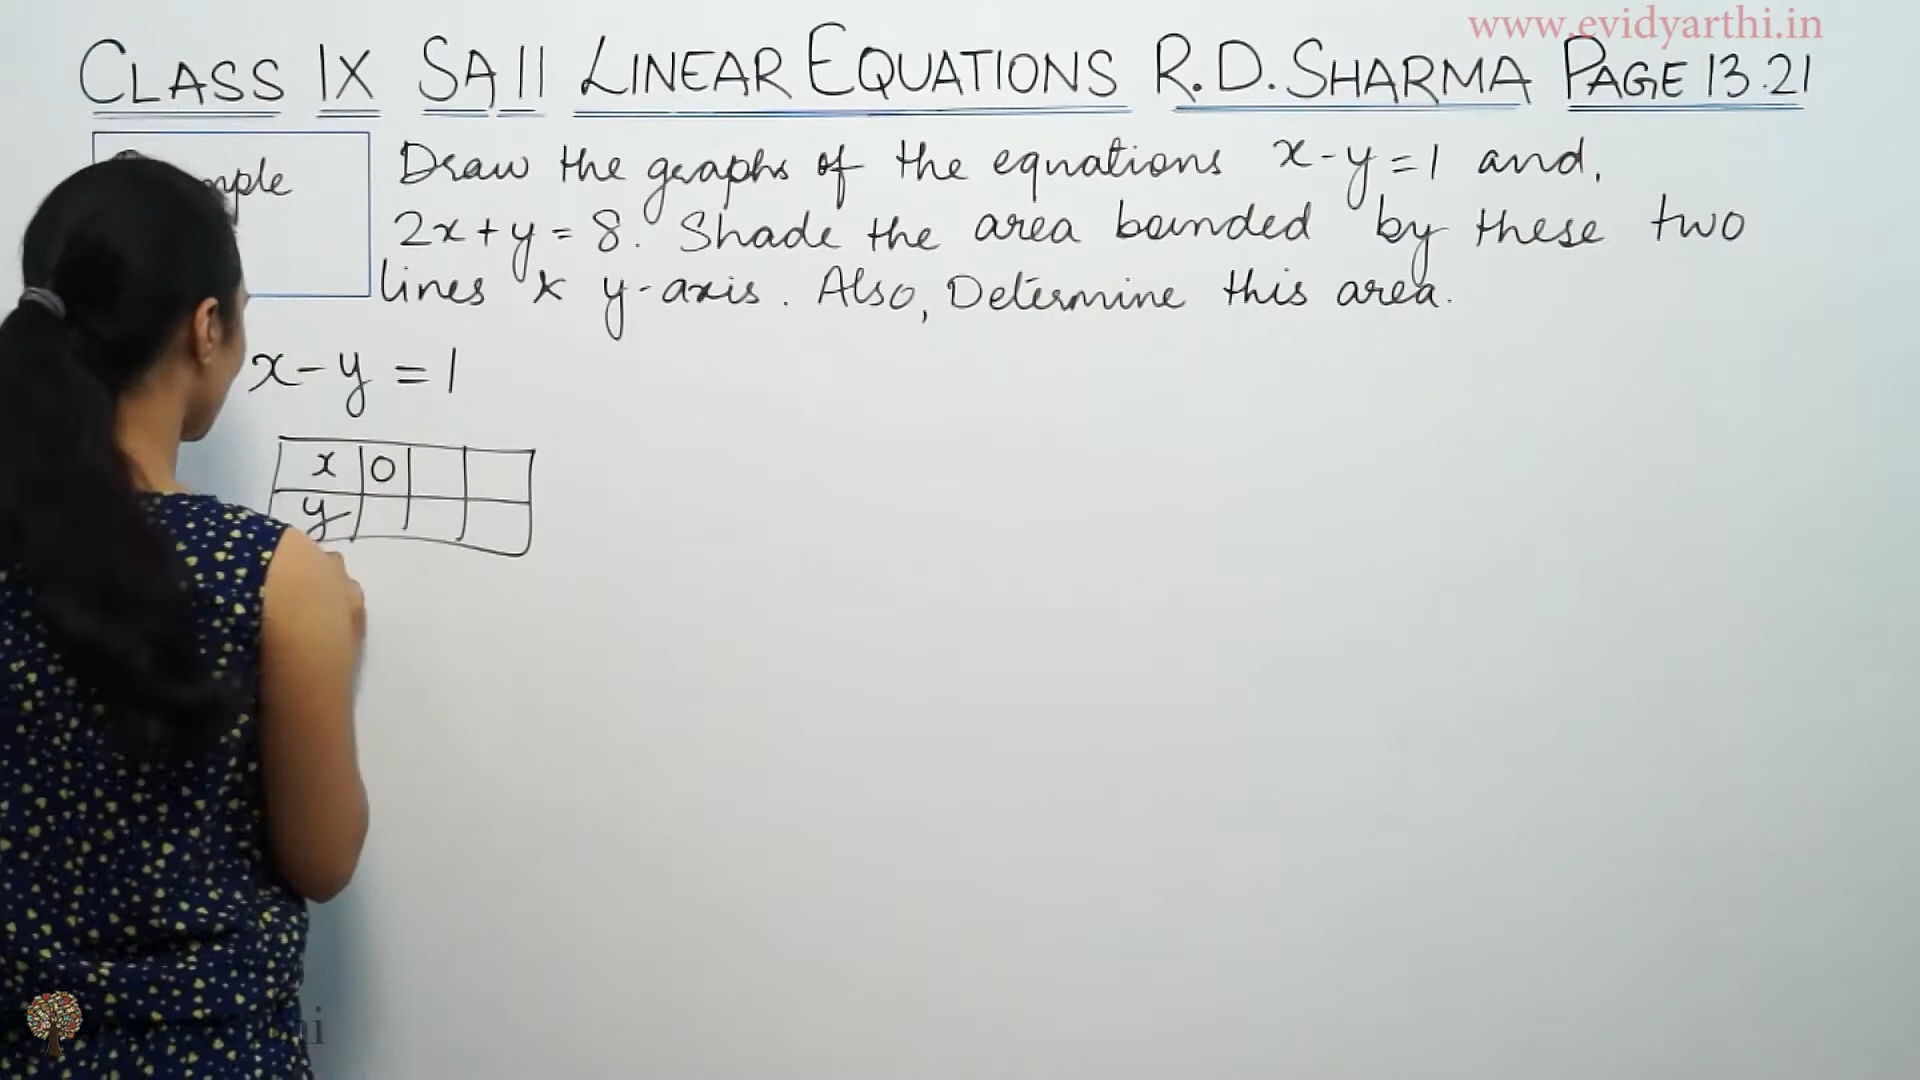 www.evidyarthi.in
CLASS IX SA II LINEAR EQUATIONS R.D. SHARMA PAGE 13.21
Draw the graphs of the equations x - y = 1 and,
2x + y = 8. Shade the area bounded by these two
lines x y-axis. Also, Determine this area.
x - y = 1
x 0
y